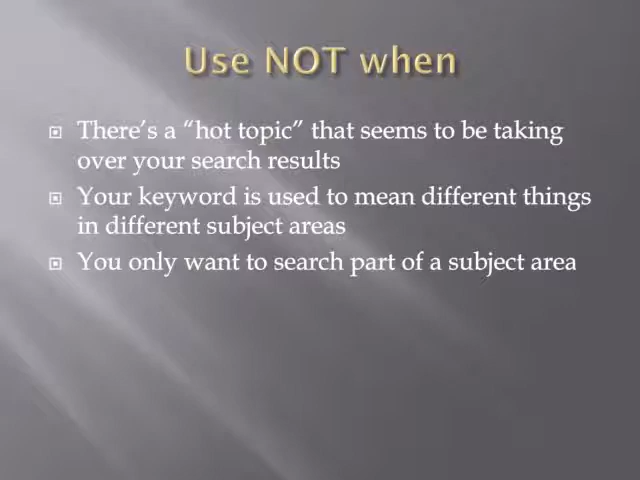 Use NOT when
There’s a “hot topic” that seems to be taking
over your search results
Your keyword is used to mean different things
in different subject areas
You only want to search part of a subject area